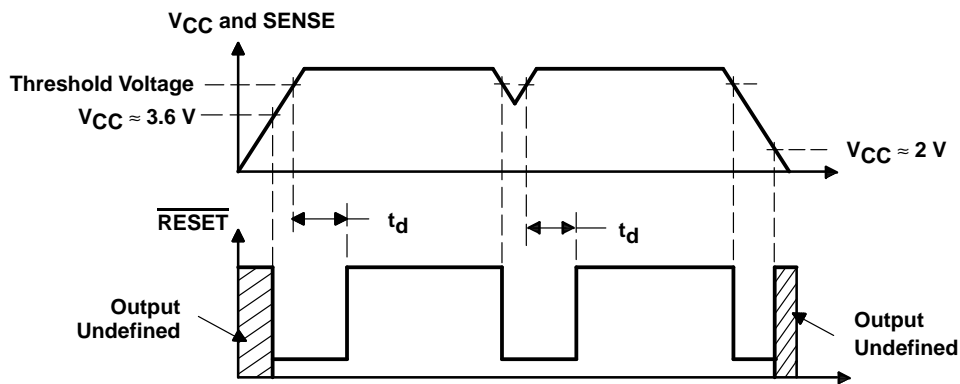 VCC and SENSE
Threshold Voltage
VCC ≈ 3.6 V
VCC ≈ 2 V
RESET
td
td
Output
Undefined
Output
Undefined